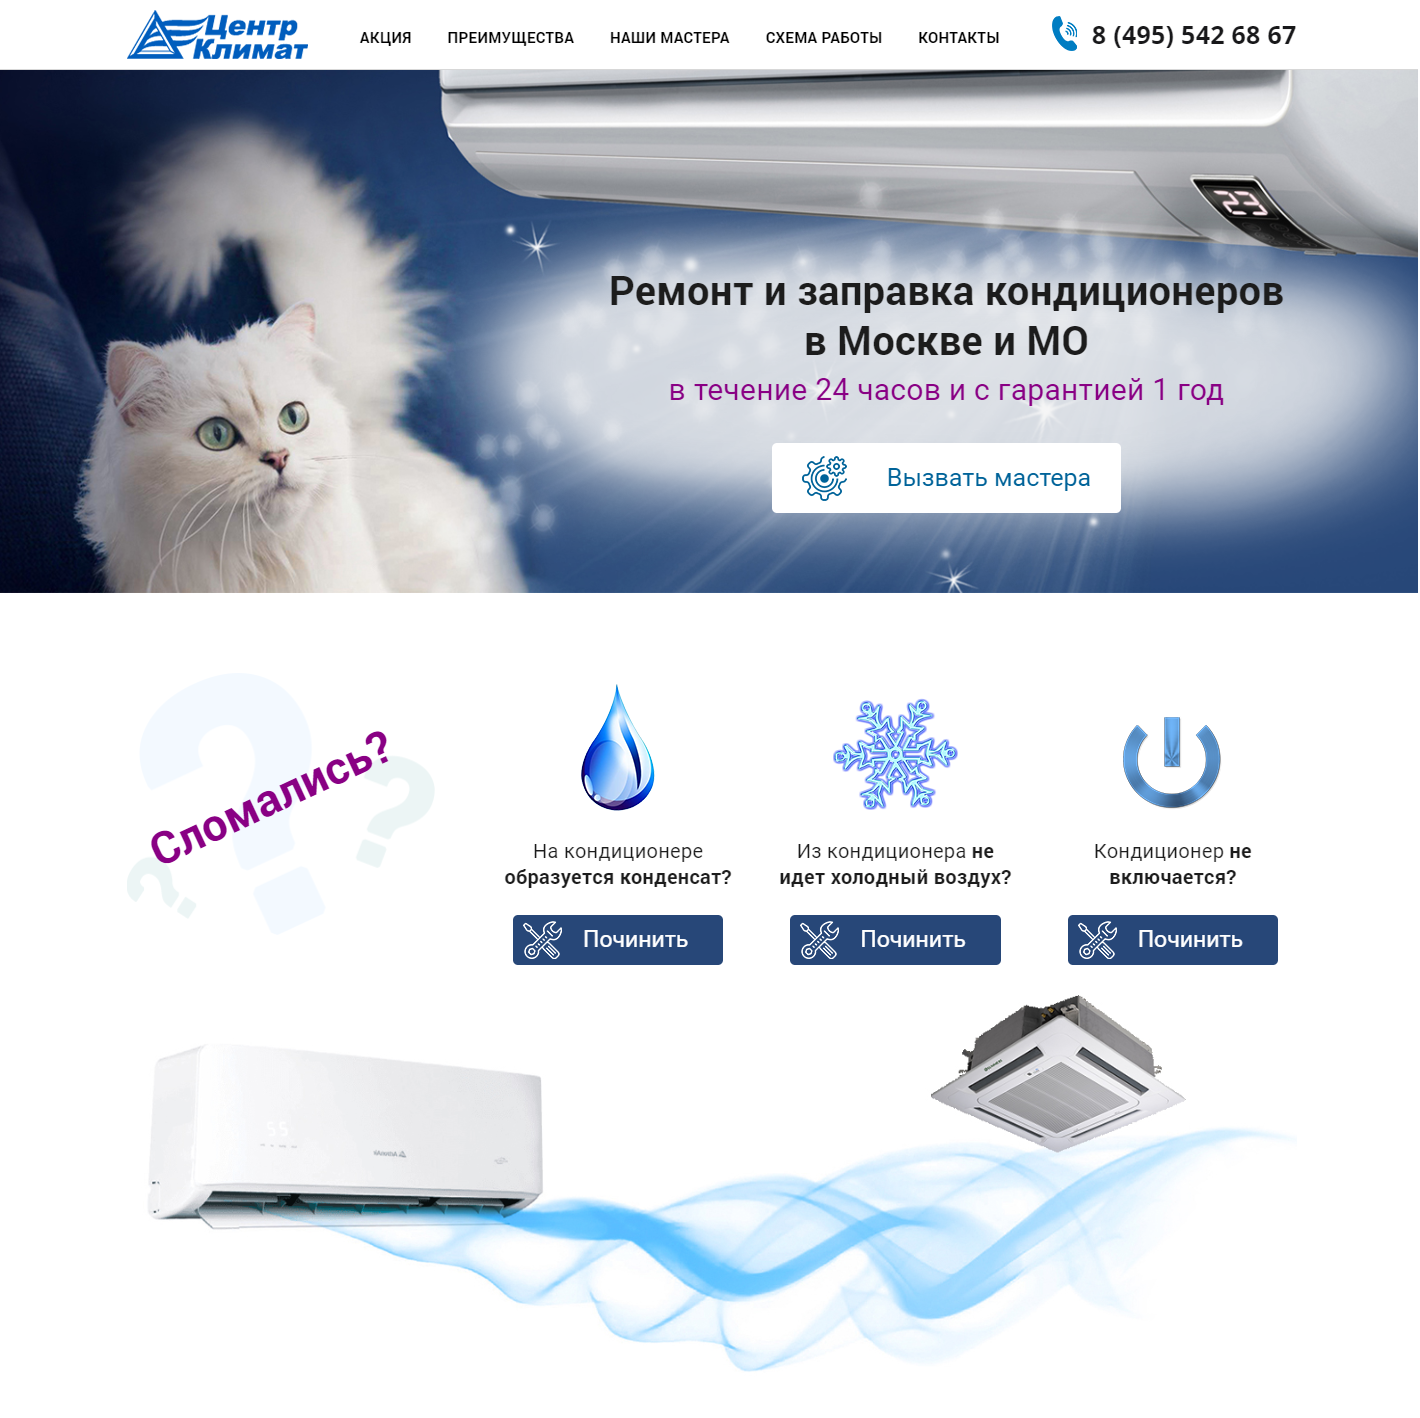 Центр
Климат
АКЦИЯ
ПРЕИМУЩЕСТВА
НАШИ МАСТЕРА
СХЕМА РАБОТЫ
КОНТАКТЫ
8 (495) 542 68 67
23
Ремонт и заправка кондиционеров
в Москве и МО
в течение 24 часов и с гарантией 1 год
Вызвать мастера
? ? ?
Сломались?
На кондиционере
образуется конденсат?
Из кондиционера не
идет холодный воздух?
Кондиционер не
включается?
Починить
Починить
Починить